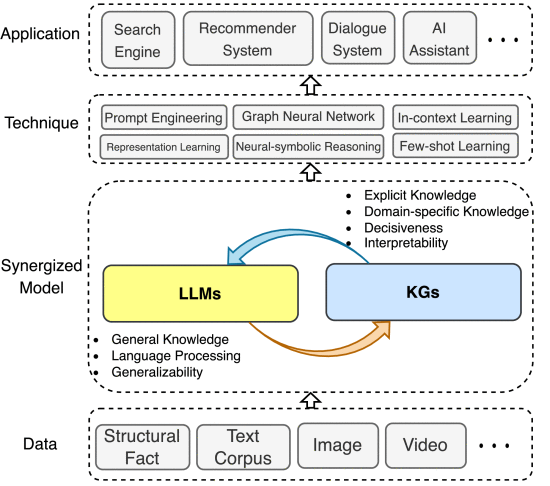 Application
Search
Engine
Recommender
System
Dialogue
System
AI
Assistant
Technique
Prompt Engineering
Graph Neural Network
In-context Learning
Representation Learning
Neural-symbolic Reasoning
Few-shot Learning
Synergized
Model
• Explicit Knowledge
• Domain-specific Knowledge
• Decisiveness
• Interpretability
LLMs
KGs
• General Knowledge
• Language Processing
• Generalizability
Data
Structural
Fact
Text
Corpus
Image
Video